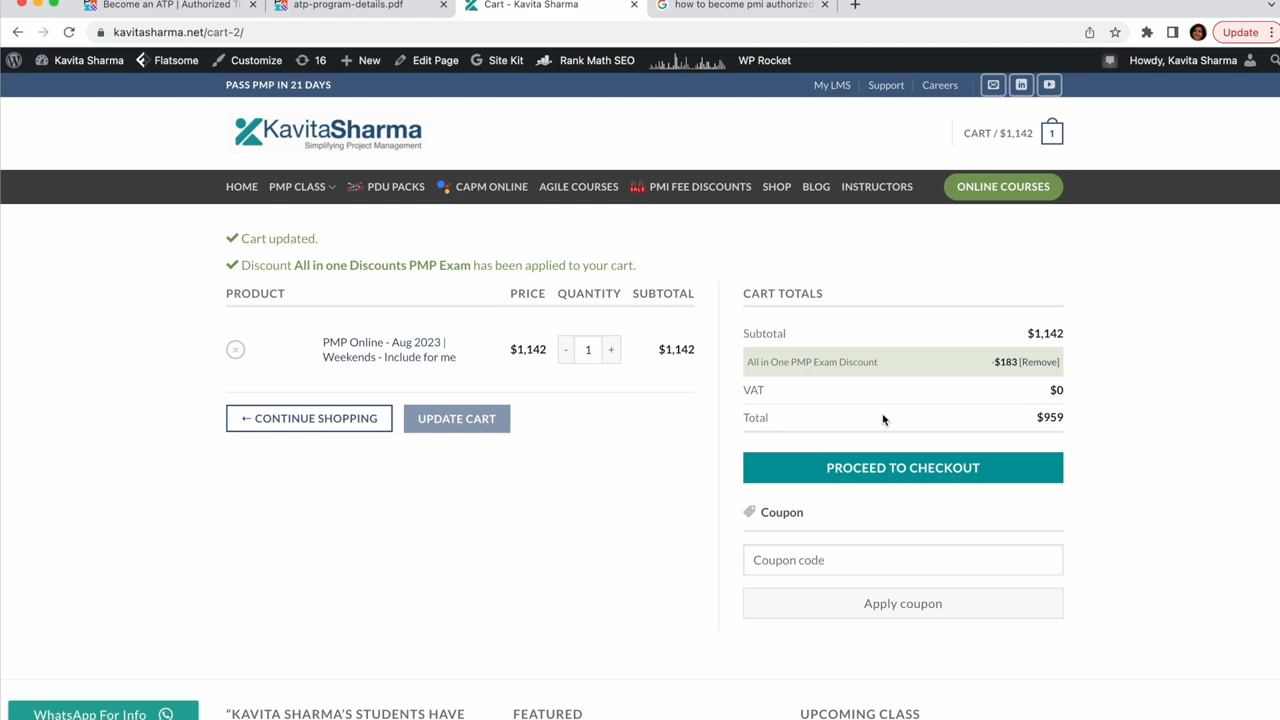 Become an ATP | Authorized Tr
atp-program-details.pdf
Cart - Kavita Sharma
how to become pmi authorized
kavitasharma.net/cart-2/
Update
Kavita Sharma
Flatsome
Customize
16
New
Edit Page
Site Kit
Rank Math SEO
WP Rocket
Howdy, Kavita Sharma
PASS PMP IN 21 DAYS
My LMS
Support
Careers
KavitaSharma
Simplifying Project Management
CART / $1,142
1
HOME
PMP CLASS
PDU PACKS
CAPM ONLINE
AGILE COURSES
SALE
PMI FEE DISCOUNTS
SHOP
BLOG
INSTRUCTORS
ONLINE COURSES
Cart updated.
Discount All in one Discounts PMP Exam has been applied to your cart.
PRODUCT PRICE QUANTITY SUBTOTAL
PMP Online - Aug 2023 |
Weekends - Include for me
$1,142
- 1 +
$1,142
← CONTINUE SHOPPING
UPDATE CART
CART TOTALS
Subtotal $1,142
All in One PMP Exam Discount -$183 [Remove]
VAT $0
Total $959
PROCEED TO CHECKOUT
Coupon
Coupon code
Apply coupon
WhatsApp For Info
“KAVITA SHARMA'S STUDENTS HAVE
FEATURED
UPCOMING CLASS